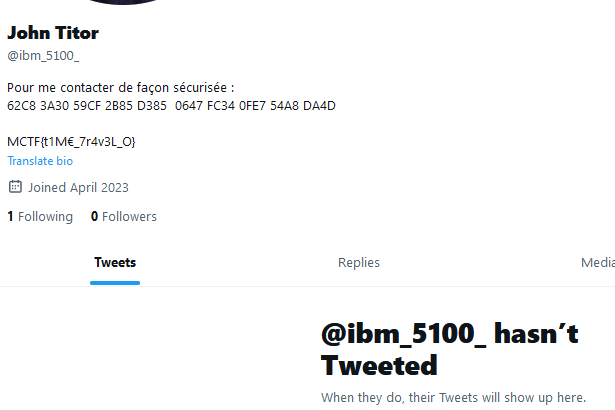 John Titor
@ibm_5100_
Pour me contacter de façon sécurisée :
62C8 3A30 59CF 2B85 D385  0647 FC34 0FE7 54A8 DA4D
MCTF{t1M€_7r4v3L_O}
Translate bio
Joined April 2023
1 Following 0 Followers
Tweets Replies Media
@ibm_5100_ hasn’t
Tweeted
When they do, their Tweets will show up here.